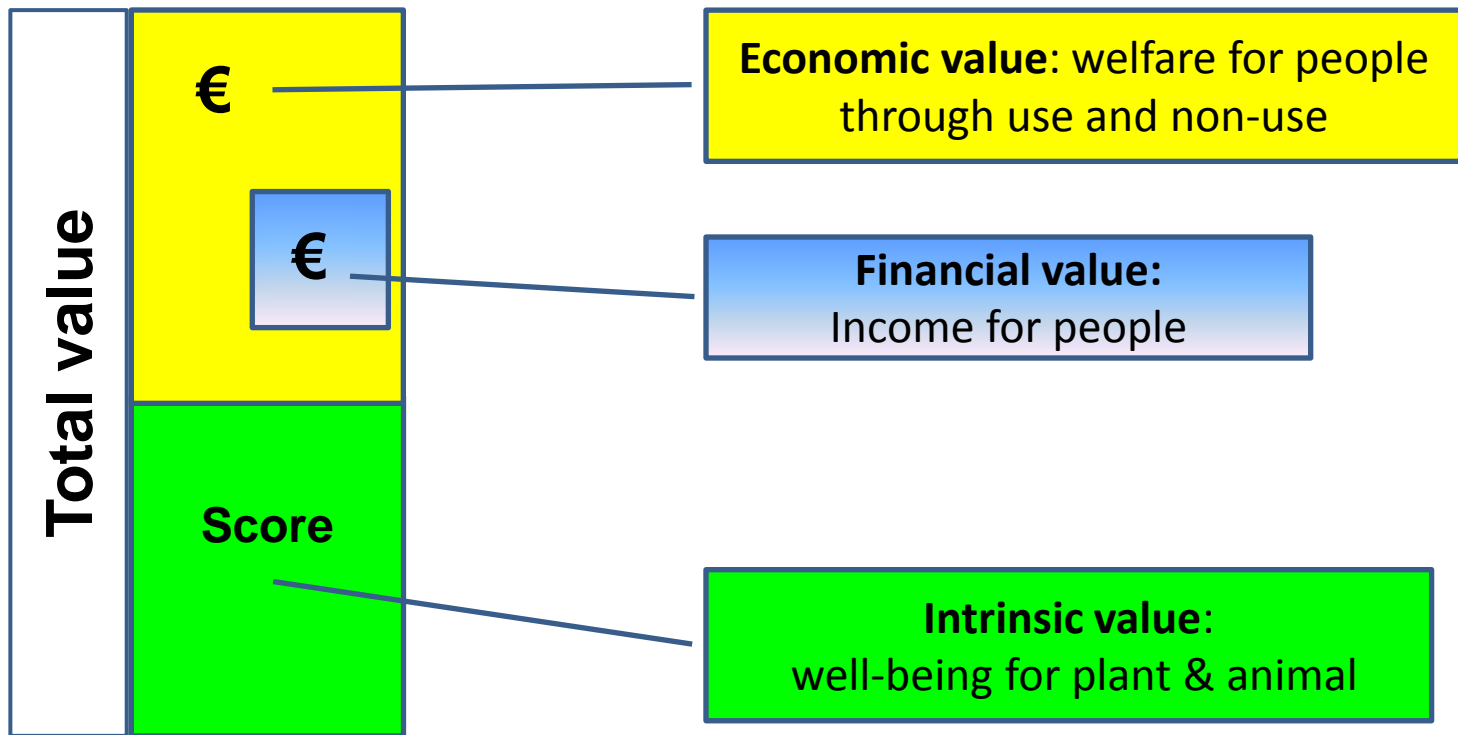 Total value
€
€
Score
Economic value: welfare for people
through use and non-use
Financial value:
Income for people
Intrinsic value:
well-being for plant & animal